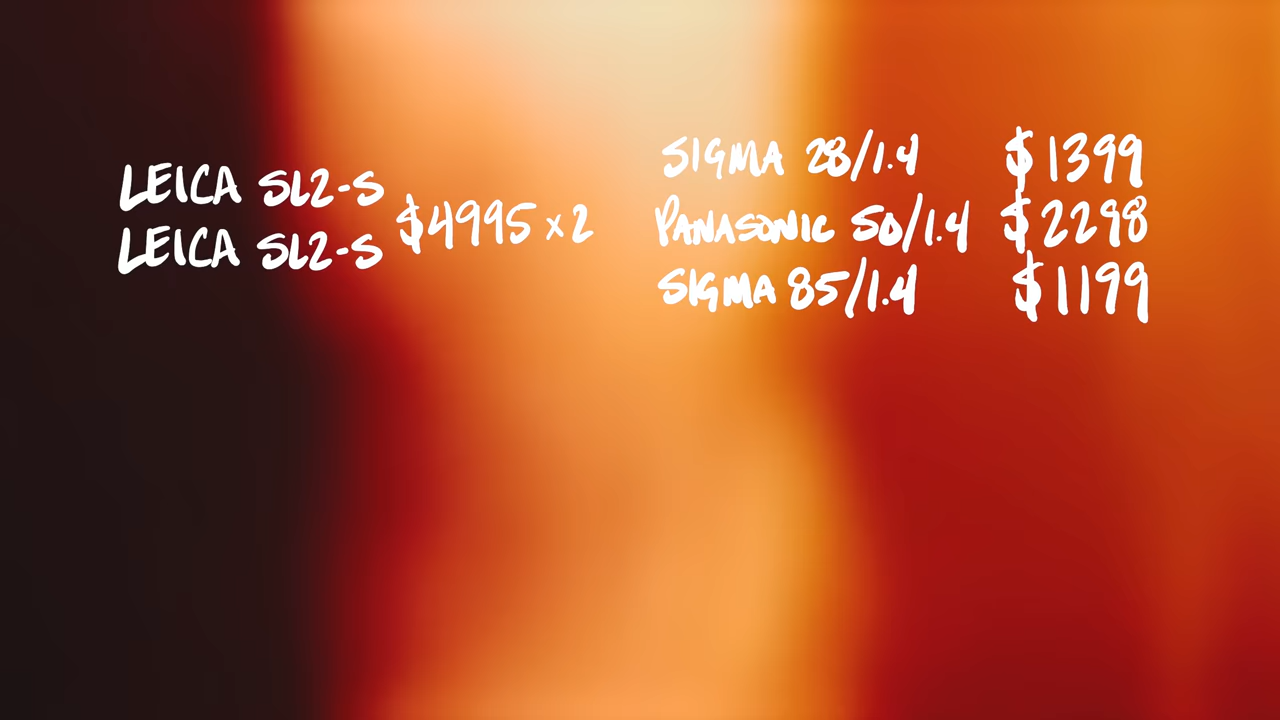 LEICA SL2-S
LEICA SL2-S
$4995 x 2
SIGMA 28/1.4 $1399
PANASONIC 50/1.4 $2298
SIGMA 85/1.4 $1199